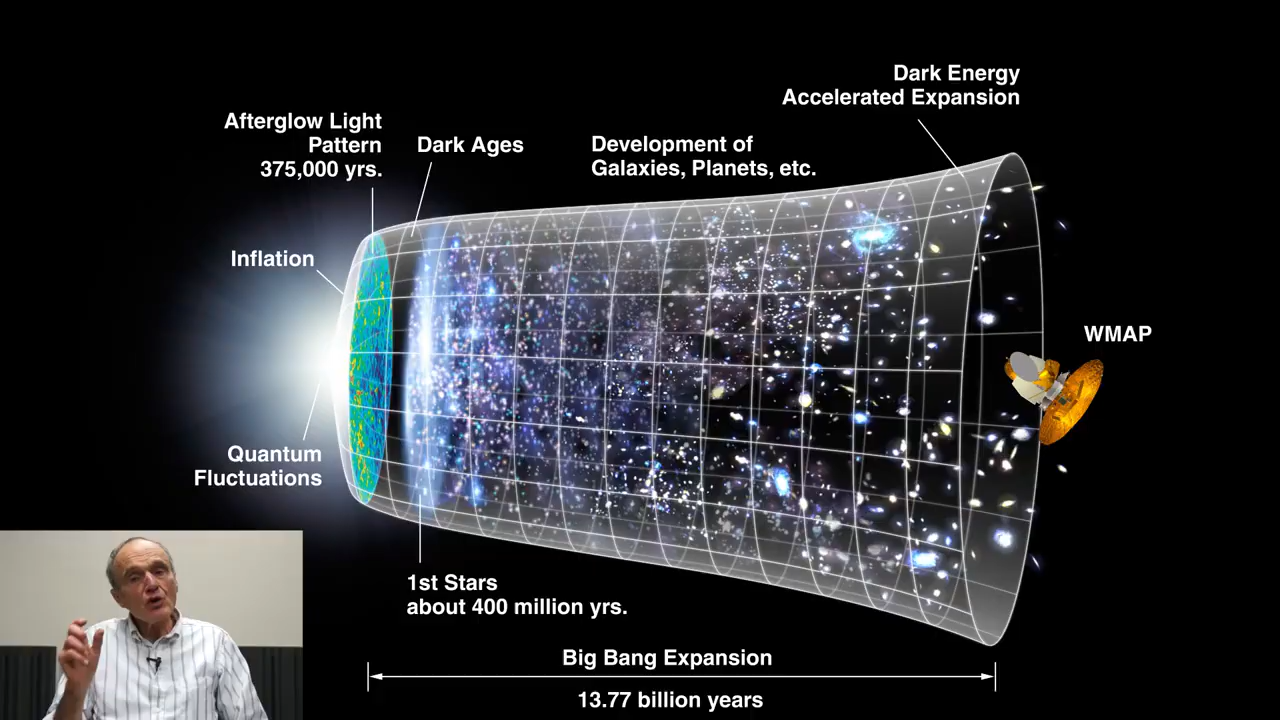 Dark Energy
Accelerated Expansion
Afterglow Light
Pattern
375,000 yrs.
Dark Ages
Development of
Galaxies, Planets, etc.
Inflation
WMAP
Quantum
Fluctuations
1st Stars
about 400 million yrs.
Big Bang Expansion
13.77 billion years